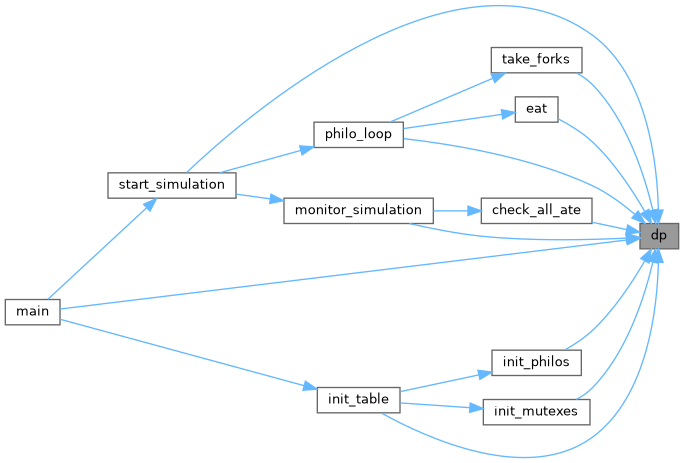 take_forks
eat
philo_loop
start_simulation
monitor_simulation
check_all_ate
dp
main
init_philos
init_table
init_mutexes